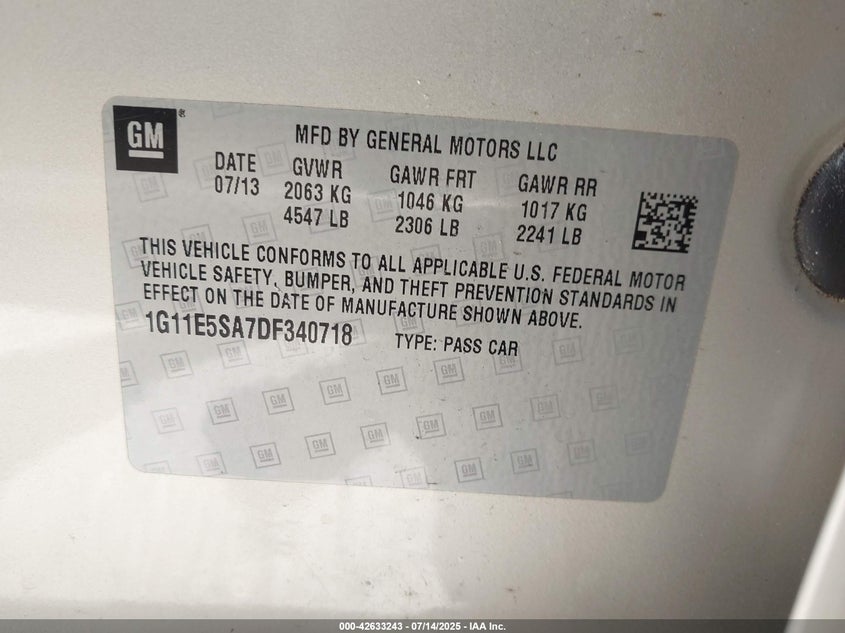 GM®
MFD BY GENERAL MOTORS LLC
DATE GVWR GAWR FRT GAWR RR
07/13 2063 KG 1046 KG 1017 KG
4547 LB 2306 LB 2241 LB
THIS VEHICLE CONFORMS TO ALL APPLICABLE U.S. FEDERAL MOTOR
VEHICLE SAFETY, BUMPER, AND THEFT PREVENTION STANDARDS IN
EFFECT ON THE DATE OF MANUFACTURE SHOWN ABOVE.
1G11E5SA7DF340718 TYPE: PASS CAR
000-42633243 - 07/14/2025 - IAA Inc.